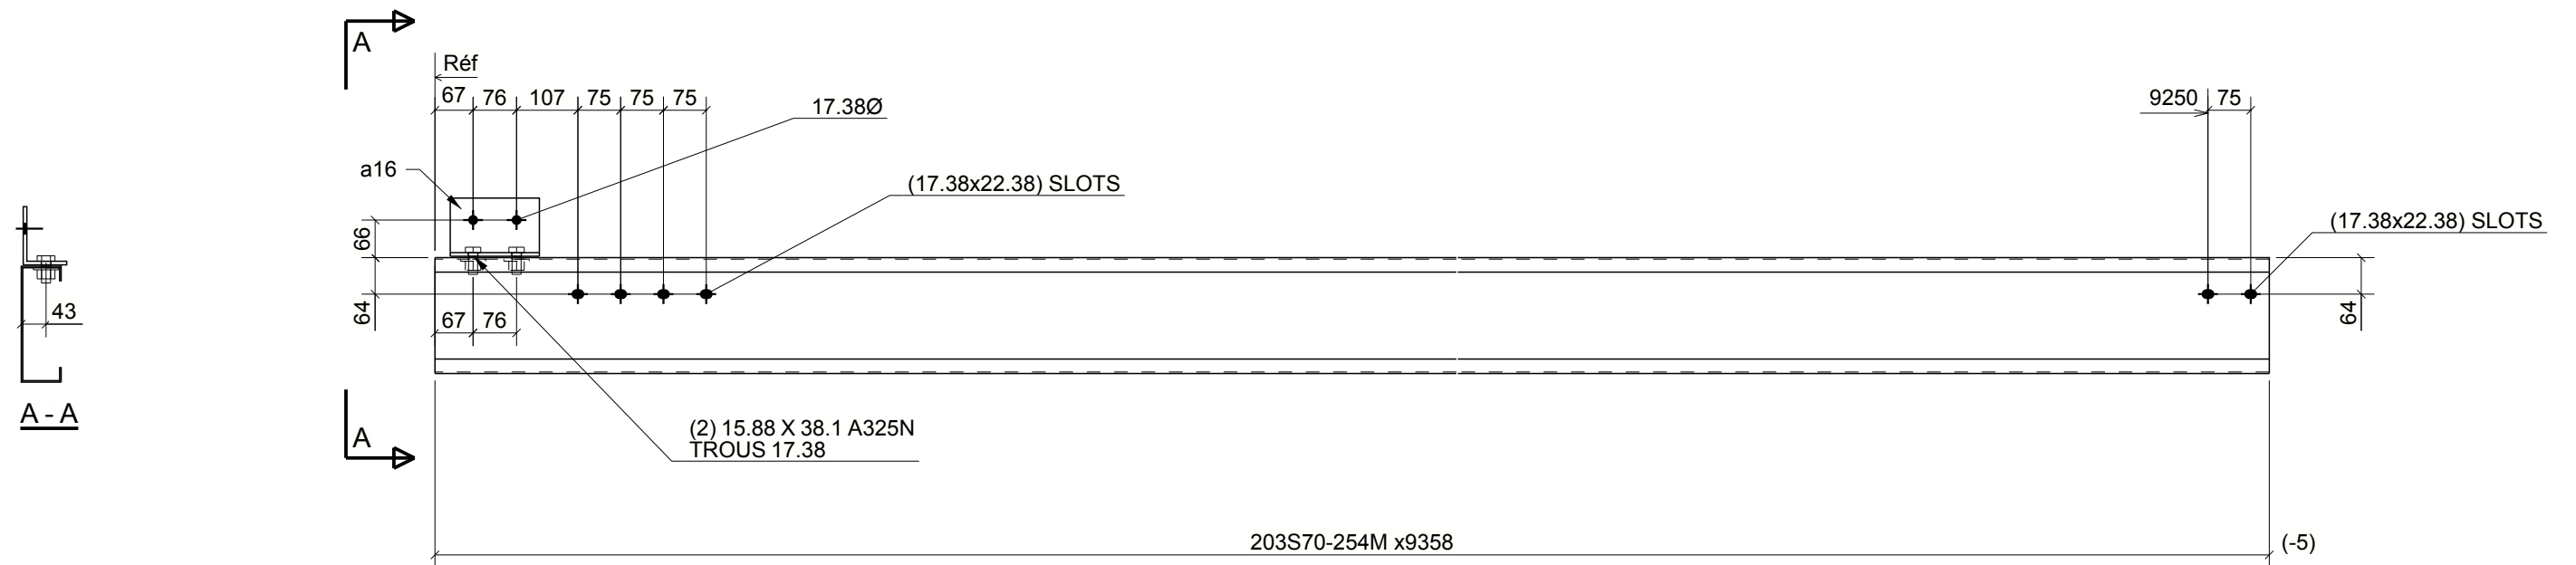 A
Réf
67 76 107 75 75 75
17.38Ø
9250 75
a16
(17.38x22.38) SLOTS
(17.38x22.38) SLOTS
66
64
67 76
64
43
A - A
A
(2) 15.88 X 38.1 A325N
TROUS 17.38
203S70-254M x9358
(-5)